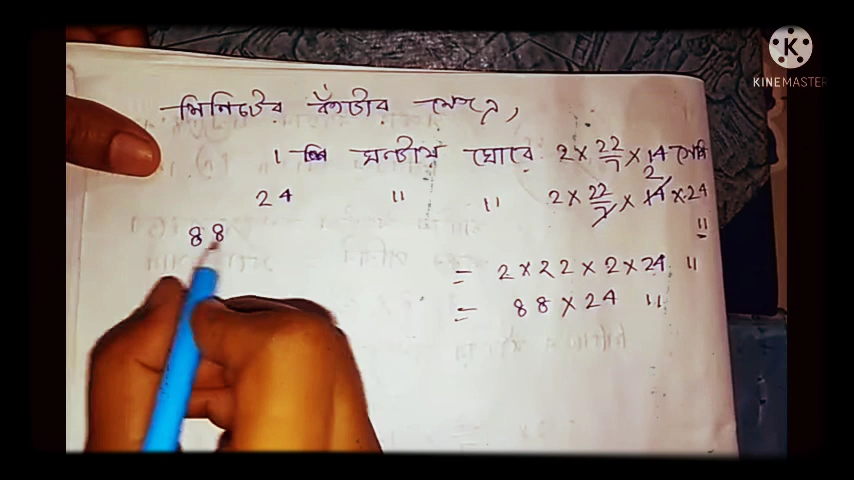 KINEMASTER
মিনিটের কাঁটার ক্ষেত্রে,
1 ঘন্টায় ঘোরে 2 × 22/7 × 14 সেমি
24 " " 2 × 22/7 × 14 2 × 24 "
88
= 2 × 22 × 2 × 24 "
= 88 × 24 "